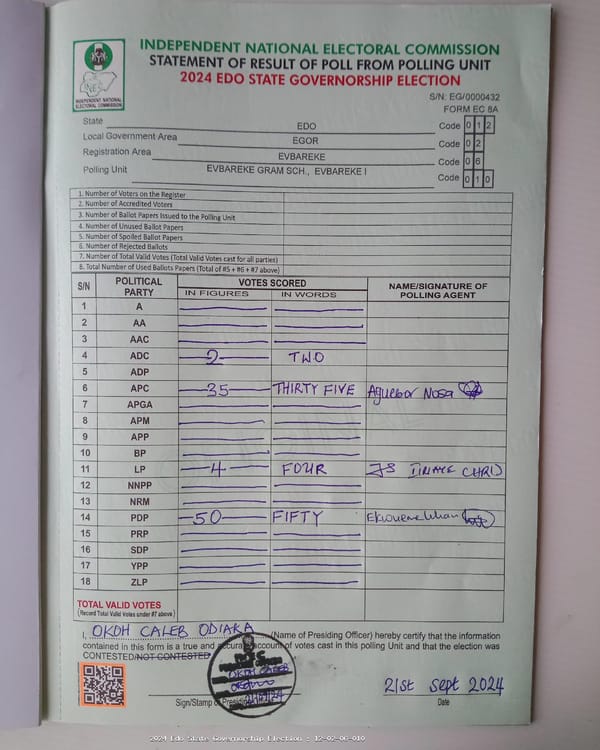 INDEPENDENT NATIONAL ELECTORAL COMMISSION
STATEMENT OF RESULT OF POLL FROM POLLING UNIT
2024 EDO STATE GOVERNORSHIP ELECTION
INDEPENDENT NATIONAL ELECTORAL COMMISSION
S/N: EG/0000432
FORM EC 8A
State EDO Code 0 1 2
Local Government Area EGOR Code 0 2
Registration Area EVBAREKE Code 0 6
Polling Unit EVBAREKE GRAM SCH., EVBAREKE I Code 0 1 0
1. Number of Voters on the Register
2. Number of Accredited Voters
3. Number of Ballot Papers Issued to the Polling Unit
4. Number of Unused Ballot Papers
5. Number of Spoiled Ballot Papers
6. Number of Rejected Ballots
7. Number of Total Valid Votes (Total Valid Votes cast for all parties)
8. Total Number of Used Ballots Papers (Total of #5 + #6 + #7 above)
S/N POLITICAL PARTY VOTES SCORED NAME/SIGNATURE OF POLLING AGENT
IN FIGURES IN WORDS
1 A
2 AA
3 AAC
4 ADC 2 TWO
5 ADP
6 APC 35 THIRTY FIVE Aguebor Nosa
7 APGA
8 APM
9 APP
10 BP
11 LP 4 FOUR
12 NNPP
13 NRM
14 PDP 50 FIFTY
15 PRP
16 SDP
17 YPP
18 ZLP
TOTAL VALID VOTES
(Record Total Valid Votes under #7 above)
I, OKOH CALEB ODIAKA (Name of Presiding Officer) hereby certify that the information
contained in this form is a true and accurate account of votes cast in this polling Unit and that the election was
CONTESTED/NOT CONTESTED
OKOH CALEB
21st Sept 2024
Sign/Stamp of Date
2024 Edo State Governorship Election : 12-02-06-010